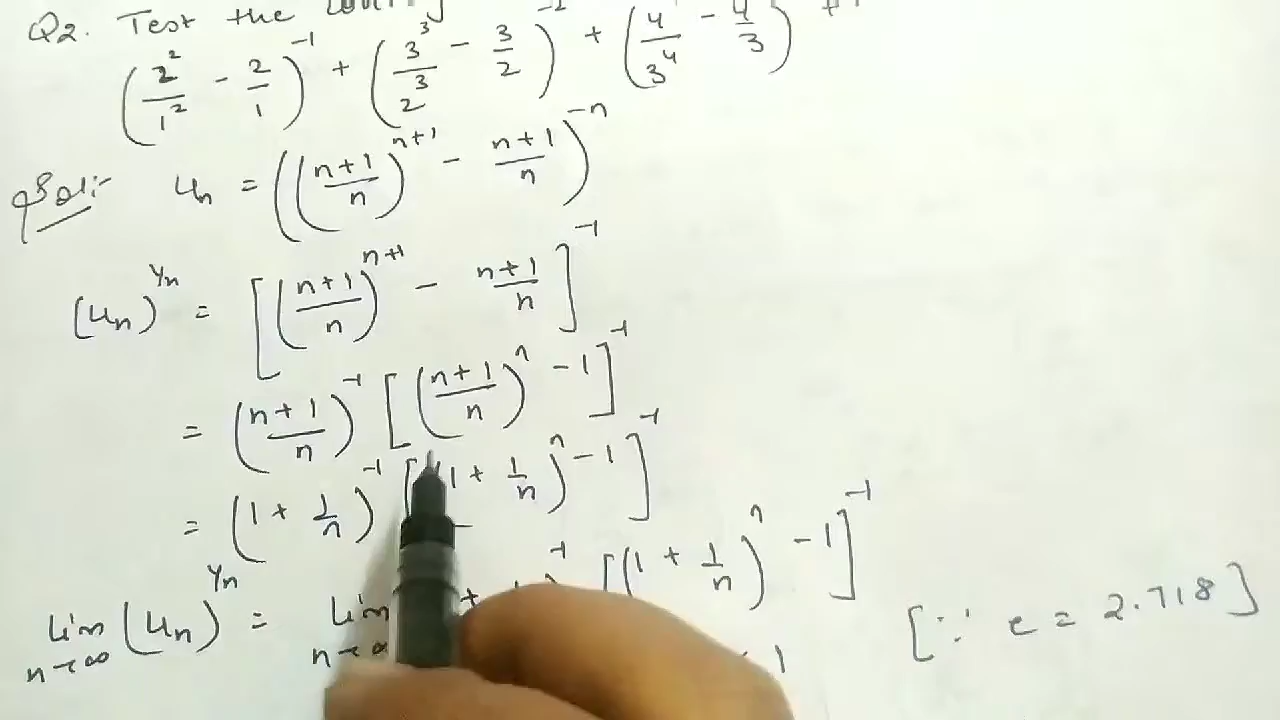 Q2. Test the
(2²/1² - 2/1)⁻¹ + (3³/2³ - 3/2)⁻² + (4⁴/3⁴ - 4/3)
Sol:- uₙ = (((n+1)/n)ⁿ⁺¹ - (n+1)/n)⁻ⁿ
(uₙ)^(1/n) = [((n+1)/n)ⁿ⁺¹ - (n+1)/n]⁻¹
= ((n+1)/n)⁻¹ [((n+1)/n)ⁿ - 1]⁻¹
= (1 + 1/n)⁻¹ [(1 + 1/n)ⁿ - 1]⁻¹
lim n→∞ (uₙ)^(1/n) = lim n→∞ ⁻¹ [(1 + 1/n)ⁿ - 1]⁻¹
[∵ e = 2.718]